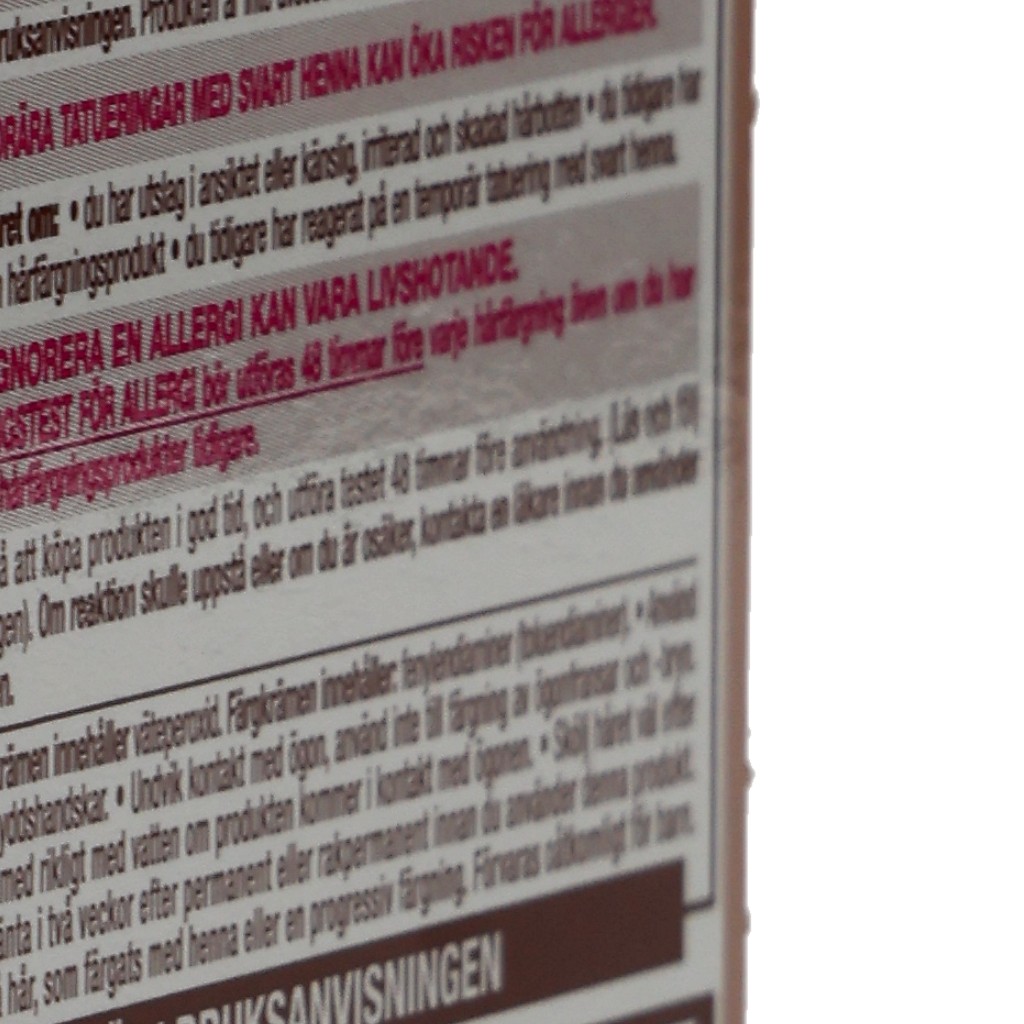 ruksanvisningen. Produkten är inte
ORÄRA TATUERINGAR MED SVART HENNA KAN ÖKA RISKEN FÖR ALLERGIER.
ret om: • du har utslag i ansiktet eller känslig, irriterad och skadad hårbotten • du tidigare har
hårfärgningsprodukt • du tidigare har reagerat på en temporär tatuering med svart henna.
GNORERA EN ALLERGI KAN VARA LIVSHOTANDE.
GSTEST FÖR ALLERGI bör utföras 48 timmar före varje hårfärgning även om du har
hårfärgningsprodukter tidigare.
å att köpa produkten i god tid, och utföra testet 48 timmar före användning. (Läs och följ
gen). Om reaktion skulle uppstå eller om du är osäker, kontakta en läkare innan du använder
n.
rämen innehåller väteperoxid. Färgkrämen innehåller: fenylendiaminer (toluendiaminer). • Använd
yddshandskar. • Undvik kontakt med ögon, använd inte till färgning av ögonfransar och -bryn.
med rikligt med vatten om produkten kommer i kontakt med ögonen. • Skölj håret väl efter
änta i två veckor efter permanent eller rakpermanent innan du använder denna produkt.
å hår, som färgats med henna eller en progressiv färgning. Förvaras oåtkomligt för barn.
BRUKSANVISNINGEN